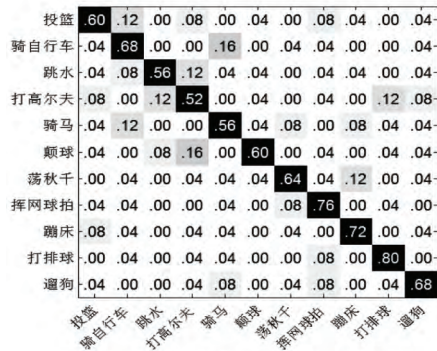 投篮 .60 .12 .00 .08 .00 .04 .00 .08 .04 .00 .04
骑自行车 .04 .68 .00 .00 .16 .00 .04 .04 .00 .00 .04
跳水 .04 .08 .56 .12 .04 .04 .04 .00 .04 .04 .00
打高尔夫 .08 .00 .12 .52 .00 .04 .00 .04 .00 .12 .08
骑马 .04 .12 .00 .00 .56 .04 .08 .00 .08 .04 .04
颠球 .04 .00 .08 .16 .00 .60 .04 .00 .04 .00 .04
荡秋千 .04 .00 .04 .04 .04 .04 .64 .04 .12 .00 .00
挥网球拍 .04 .04 .00 .04 .00 .00 .08 .76 .00 .04 .00
蹦床 .08 .04 .00 .04 .00 .04 .04 .00 .72 .00 .04
打排球 .00 .04 .00 .04 .00 .04 .00 .08 .00 .80 .00
遛狗 .04 .04 .00 .04 .08 .00 .04 .08 .00 .00 .68
投篮 骑自行车 跳水 打高尔夫 骑马 颠球 荡秋千 挥网球拍 蹦床 打排球 遛狗